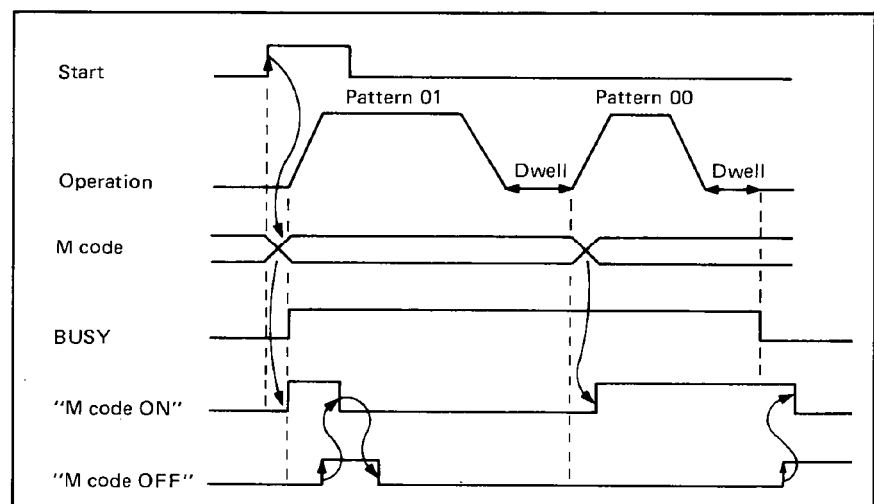 Start
Pattern 01
Pattern 00
Operation
Dwell
Dwell
M code
BUSY
"M code ON"
"M code OFF"